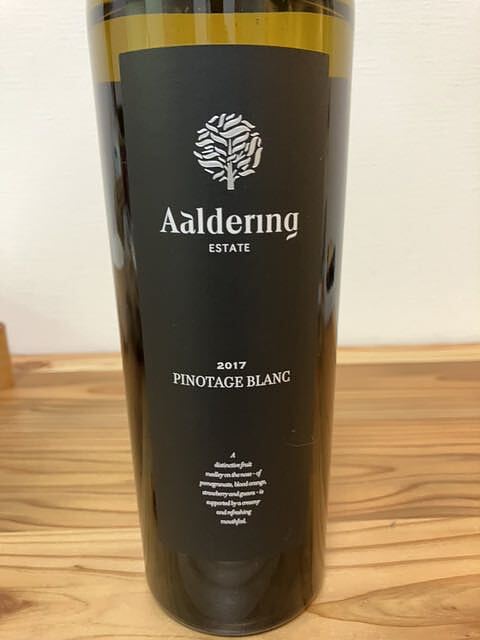 Aaldering
ESTATE
2017
PINOTAGE BLANC
A
distinctive fruit
medley on the nose - of
pomegranate, blood orange,
strawberry and guava - is
supported by a creamy
and refreshing
mouthful.